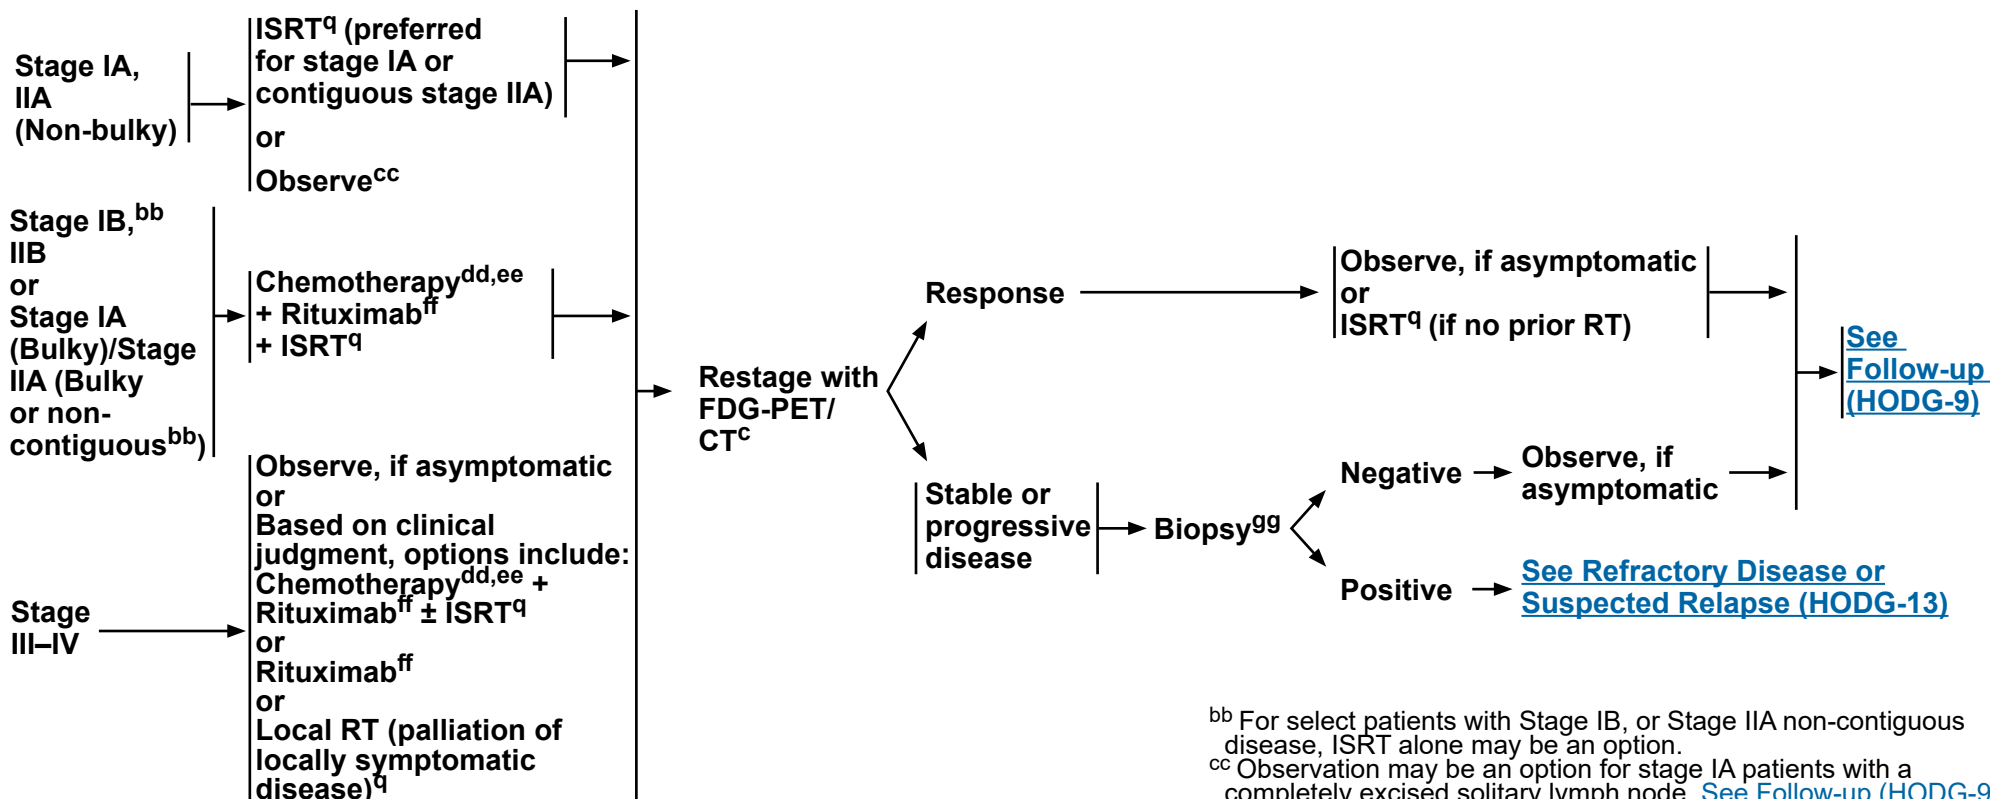 Stage IA,
IIA
(Non-bulky)
ISRTq (preferred
for stage IA or
contiguous stage IIA)
or
Observecc
Stage IB,bb
IIB
or
Stage IA
(Bulky)/Stage
IIA (Bulky
or non-
contiguousbb)
Chemotherapydd,ee
+ Rituximabff
+ ISRTq
Stage
III–IV
Observe, if asymptomatic
or
Based on clinical
judgment, options include:
Chemotherapydd,ee +
Rituximabff ± ISRTq
or
Rituximabff
or
Local RT (palliation of
locally symptomatic
disease)q
Restage with
FDG-PET/
CTc
Response
Observe, if asymptomatic
or
ISRTq (if no prior RT)
Stable or
progressive
disease
Biopsygg
Negative
Observe, if
asymptomatic
Positive
See Refractory Disease or
Suspected Relapse (HODG-13)
See
Follow-up
(HODG-9)
bb For select patients with Stage IB, or Stage IIA non-contiguous
disease, ISRT alone may be an option.
cc Observation may be an option for stage IA patients with a
completely excised solitary lymph node. See Follow-up (HODG-9